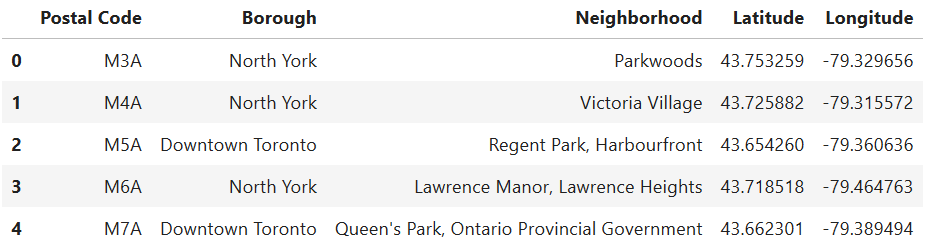 Postal Code Borough Neighborhood Latitude Longitude
0 M3A North York Parkwoods 43.753259 -79.329656
1 M4A North York Victoria Village 43.725882 -79.315572
2 M5A Downtown Toronto Regent Park, Harbourfront 43.654260 -79.360636
3 M6A North York Lawrence Manor, Lawrence Heights 43.718518 -79.464763
4 M7A Downtown Toronto Queen's Park, Ontario Provincial Government 43.662301 -79.389494